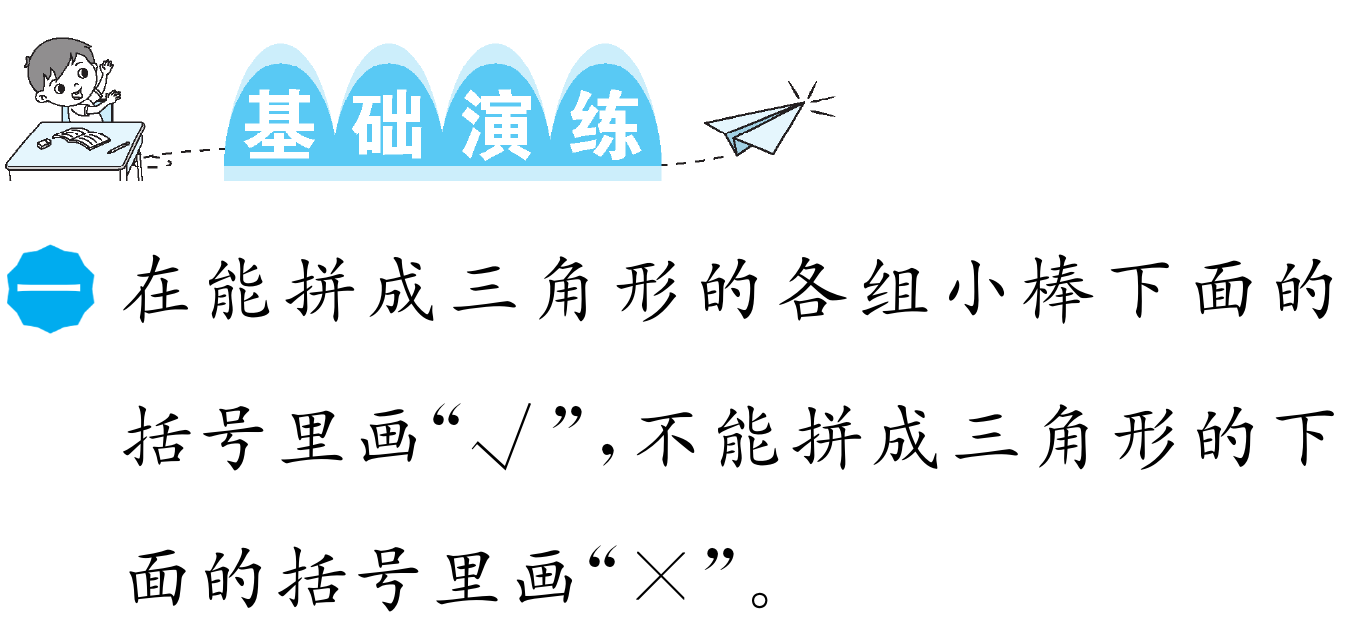 基础演练
一 在能拼成三角形的各组小棒下面的
括号里画“√”,不能拼成三角形的下
面的括号里画“×”。